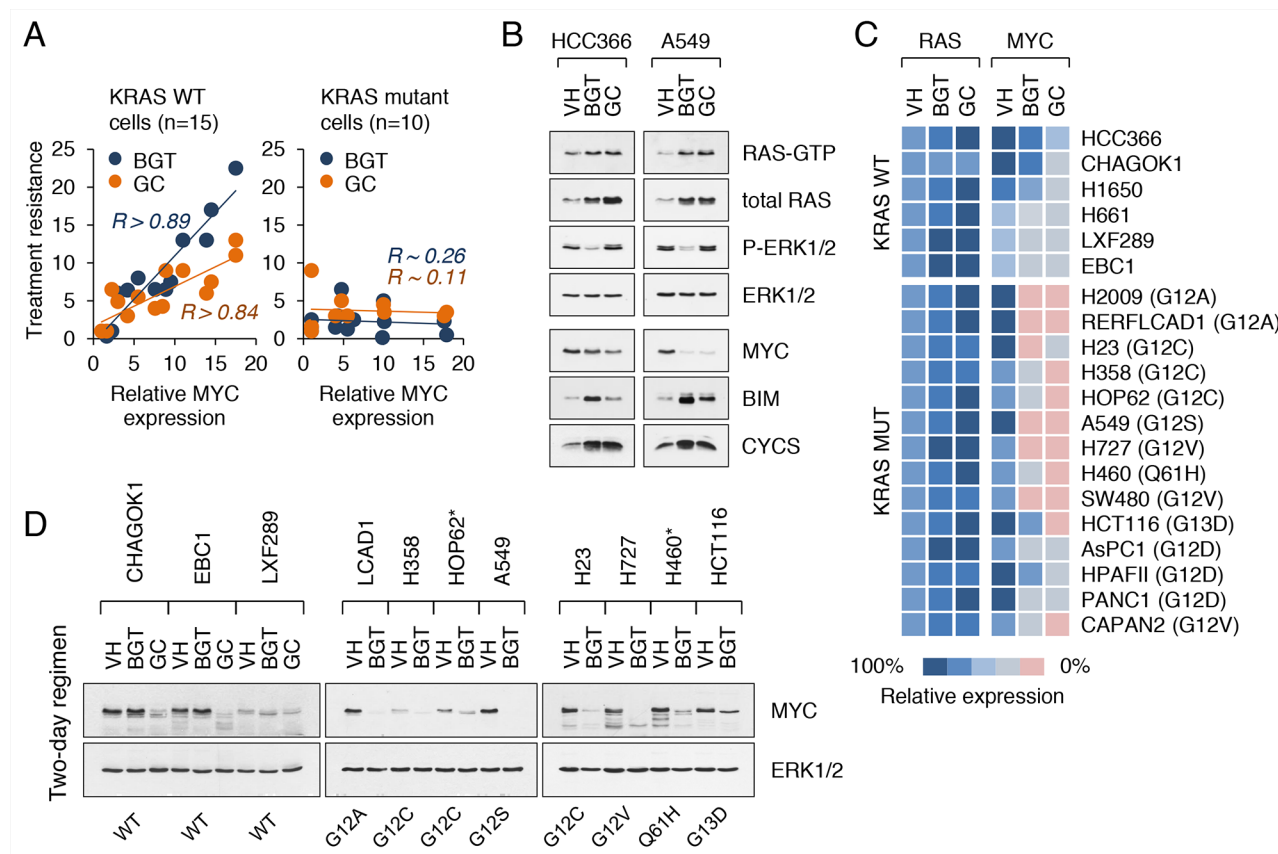 A
KRAS WT
cells (n=15)
KRAS mutant
cells (n=10)
Treatment resistance
25
20
15
10
5
0
BGT
GC
R > 0.89
R > 0.84
0
5
10
15
20
Relative MYC
expression
25
20
15
10
5
0
BGT
GC
R ~ 0.26
R ~ 0.11
0
5
10
15
20
Relative MYC
expression
B
HCC366
A549
VH
BGT
GC
VH
BGT
GC
RAS-GTP
total RAS
P-ERK1/2
ERK1/2
MYC
BIM
CYCS
C
RAS
MYC
VH
BGT
GC
VH
BGT
GC
KRAS WT
HCC366
CHAGOK1
H1650
H661
LXF289
EBC1
KRAS MUT
H2009 (G12A)
RERFLCAD1 (G12A)
H23 (G12C)
H358 (G12C)
HOP62 (G12C)
A549 (G12S)
H727 (G12V)
H460 (Q61H)
SW480 (G12V)
HCT116 (G13D)
AsPC1 (G12D)
HPAFII (G12D)
PANC1 (G12D)
CAPAN2 (G12V)
100%
0%
Relative expression
D
CHAGOK1
EBC1
LXF289
LCAD1
H358
HOP62*
A549
H23
H727
H460*
HCT116
Two-day regimen
VH
BGT
GC
VH
BGT
GC
VH
BGT
GC
VH
BGT
VH
BGT
VH
BGT
VH
BGT
VH
BGT
VH
BGT
VH
BGT
VH
BGT
MYC
ERK1/2
WT
WT
WT
G12A
G12C
G12C
G12S
G12C
G12V
Q61H
G13D